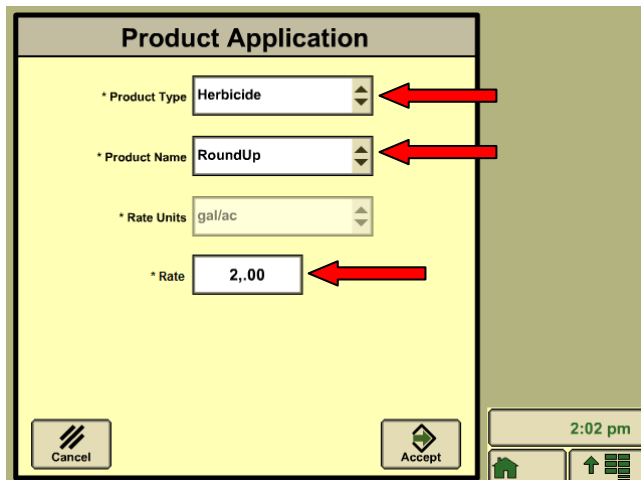 Product Application
* Product Type Herbicide
* Product Name RoundUp
* Rate Units gal/ac
* Rate 2,.00
Cancel Accept
2:02 pm